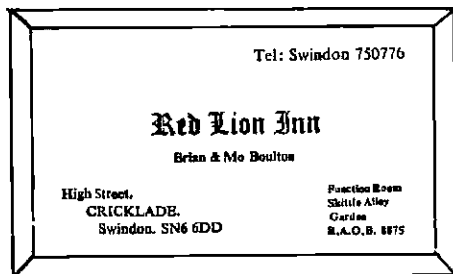 Tel: Swindon 750776
Red Lion Inn
Brian & Mo Boulton
High Street,
CRICKLADE,
Swindon. SN6 6DD
Function Room
Skittle Alley
Garden
R.A.O.B. 8875